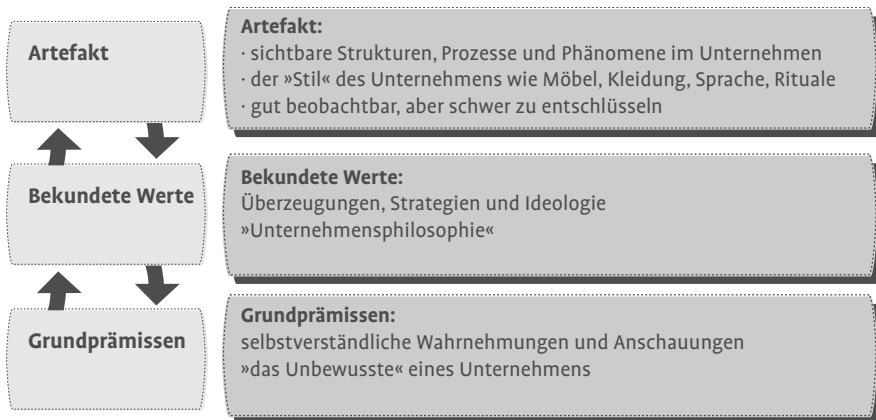 Artefakt
Artefakt:
· sichtbare Strukturen, Prozesse und Phänomene im Unternehmen
· der »Stil« des Unternehmens wie Möbel, Kleidung, Sprache, Rituale
· gut beobachtbar, aber schwer zu entschlüsseln
Bekundete Werte
Bekundete Werte:
Überzeugungen, Strategien und Ideologie
»Unternehmensphilosophie«
Grundprämissen
Grundprämissen:
selbstverständliche Wahrnehmungen und Anschauungen
»das Unbewusste« eines Unternehmens